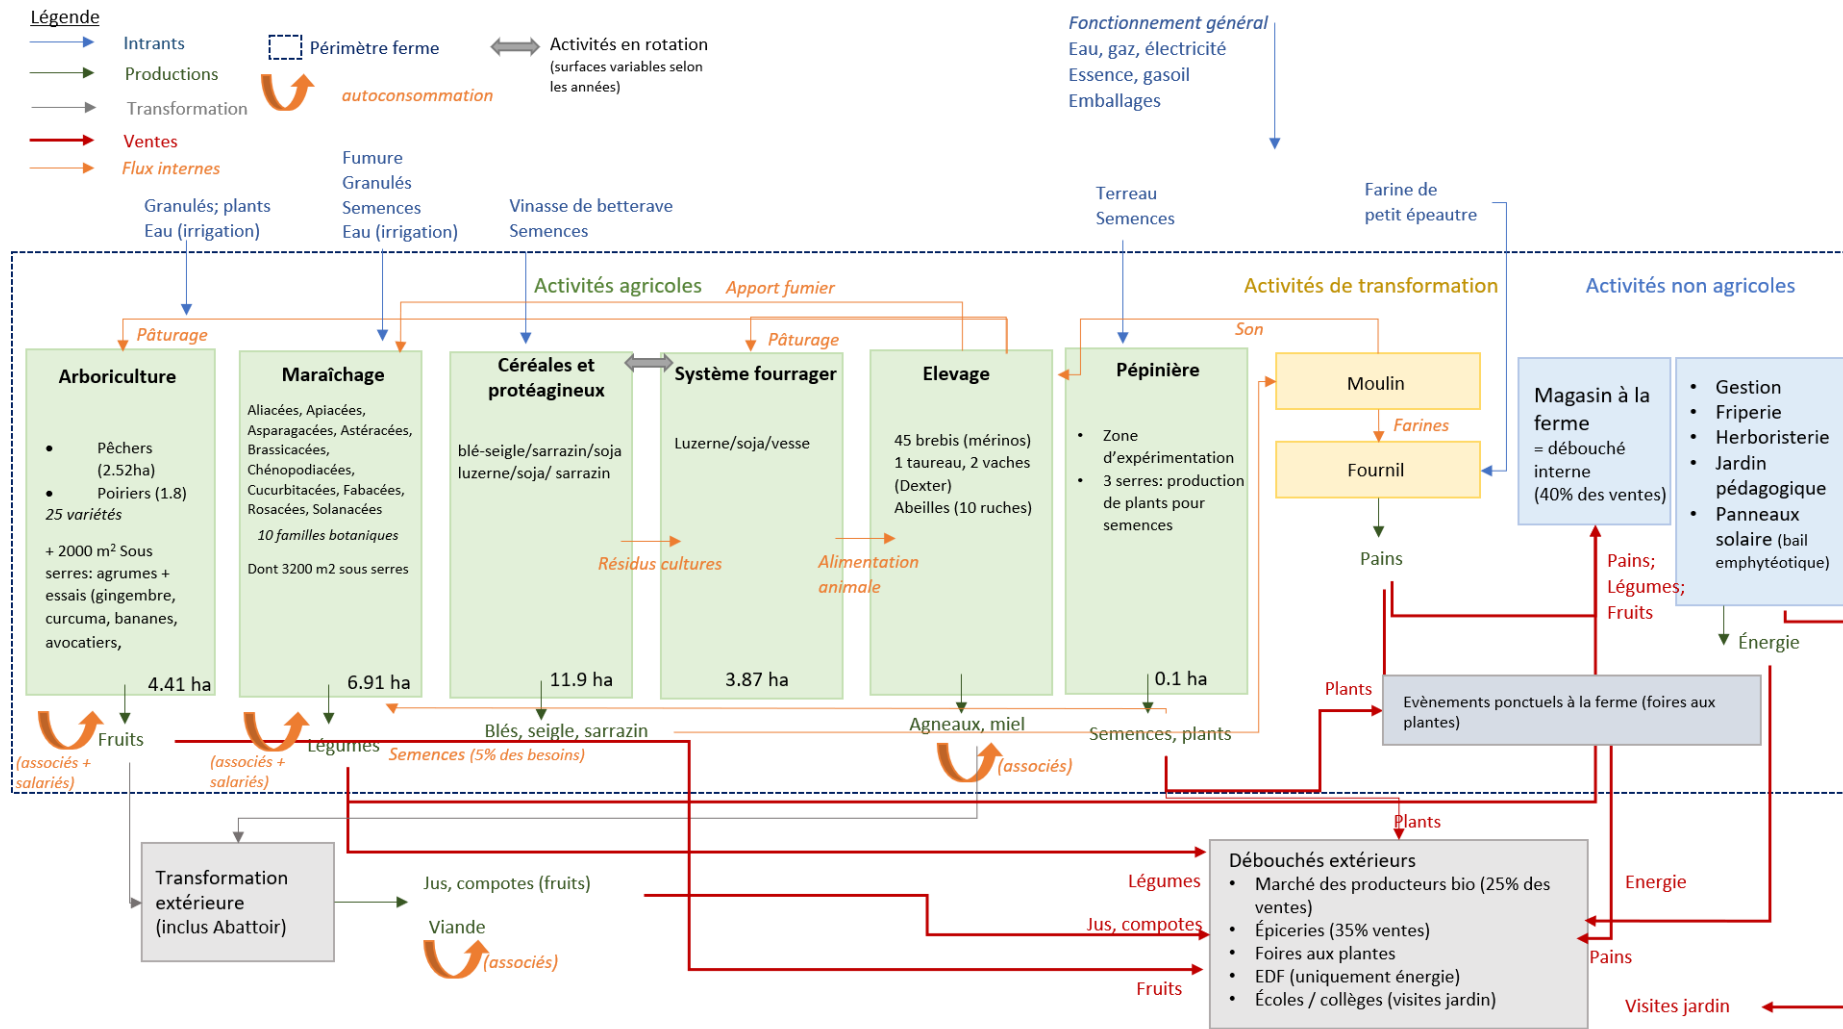 Légende
Intrants
Productions
Transformation
Ventes
Flux internes
Périmètre ferme
autoconsommation
Activités en rotation
(surfaces variables selon
les années)
Fonctionnement général
Eau, gaz, électricité
Essence, gasoil
Emballages
Granulés; plants
Eau (irrigation)
Fumure
Granulés
Semences
Eau (irrigation)
Vinasse de betterave
Semences
Terreau
Semences
Farine de
petit épeautre
Activités agricoles
Apport fumier
Activités de transformation
Activités non agricoles
Pâturage
Pâturage
Son
Arboriculture
• Pêchers
(2.52ha)
• Poiriers (1.8)
25 variétés
+ 2000 m² Sous
serres: agrumes +
essais (gingembre,
curcuma, bananes,
avocatiers,
4.41 ha
Maraîchage
Aliacées, Apiacées,
Asparagacées, Astéracées,
Brassicacées,
Chénopodiacées,
Cucurbitacées, Fabacées,
Rosacées, Solanacées
10 familles botaniques
Dont 3200 m2 sous serres
6.91 ha
Céréales et
protéagineux
blé-seigle/sarrazin/soja
luzerne/soja/ sarrazin
11.9 ha
Système fourrager
Luzerne/soja/vesse
3.87 ha
Résidus cultures
Alimentation
animale
Elevage
45 brebis (mérinos)
1 taureau, 2 vaches
(Dexter)
Abeilles (10 ruches)
Pépinière
• Zone
d'expérimentation
• 3 serres: production
de plants pour
semences
0.1 ha
Moulin
Farines
Fournil
Pains
Magasin à la
ferme
= débouché
interne
(40% des ventes)
• Gestion
• Friperie
• Herboristerie
• Jardin
pédagogique
• Panneaux
solaire (bail
emphytéotique)
Pains;
Légumes;
Fruits
Énergie
Plants
Evènements ponctuels à la ferme (foires aux
plantes)
Fruits
(associés +
salariés)
Légumes
(associés +
salariés)
Blés, seigle, sarrazin
Semences (5% des besoins)
Agneaux, miel
(associés)
Semences, plants
Plants
Transformation
extérieure
(inclus Abattoir)
Jus, compotes (fruits)
Viande
(associés)
Légumes
Jus, compotes
Fruits
Débouchés extérieurs
• Marché des producteurs bio (25% des
ventes)
• Épiceries (35% ventes)
• Foires aux plantes
• EDF (uniquement énergie)
• Écoles / collèges (visites jardin)
Energie
Pains
Visites jardin